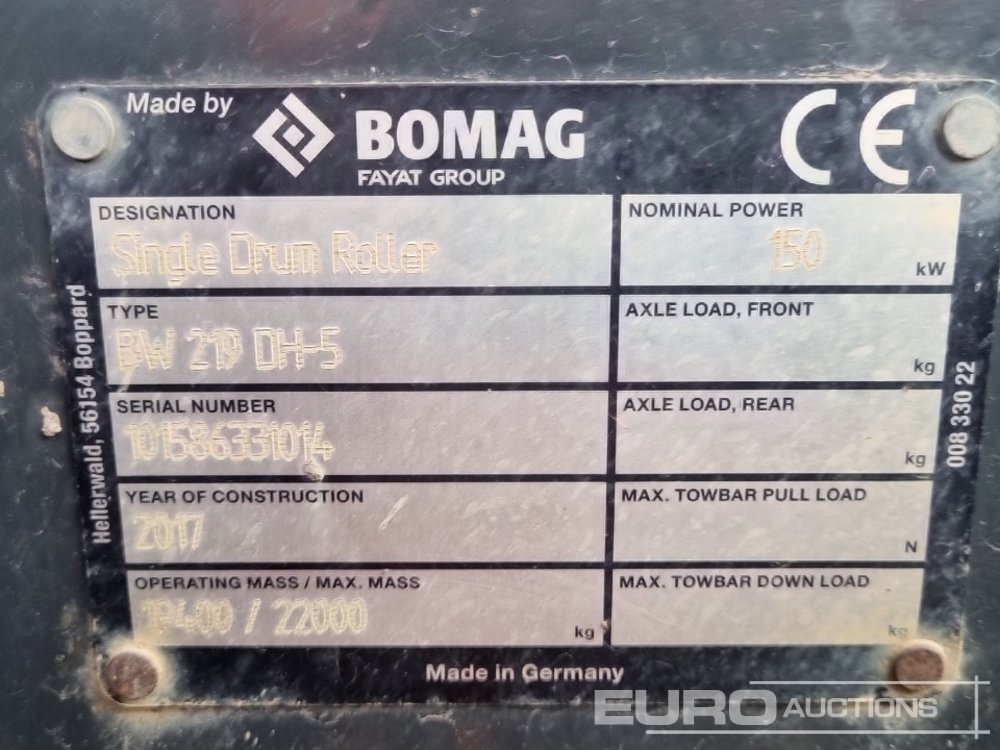 Made by
BOMAG
FAYAT GROUP
CE
DESIGNATION
Single Drum Roller
NOMINAL POWER
150
kW
TYPE
BW 219 DH-5
AXLE LOAD, FRONT
kg
SERIAL NUMBER
101586331014
AXLE LOAD, REAR
kg
YEAR OF CONSTRUCTION
2017
MAX. TOWBAR PULL LOAD
N
OPERATING MASS / MAX. MASS
/ 22000
kg
MAX. TOWBAR DOWN LOAD
kg
Hellerwald, 56154 Boppard
008 330 22
Made in Germany
EURO AUCTIONS